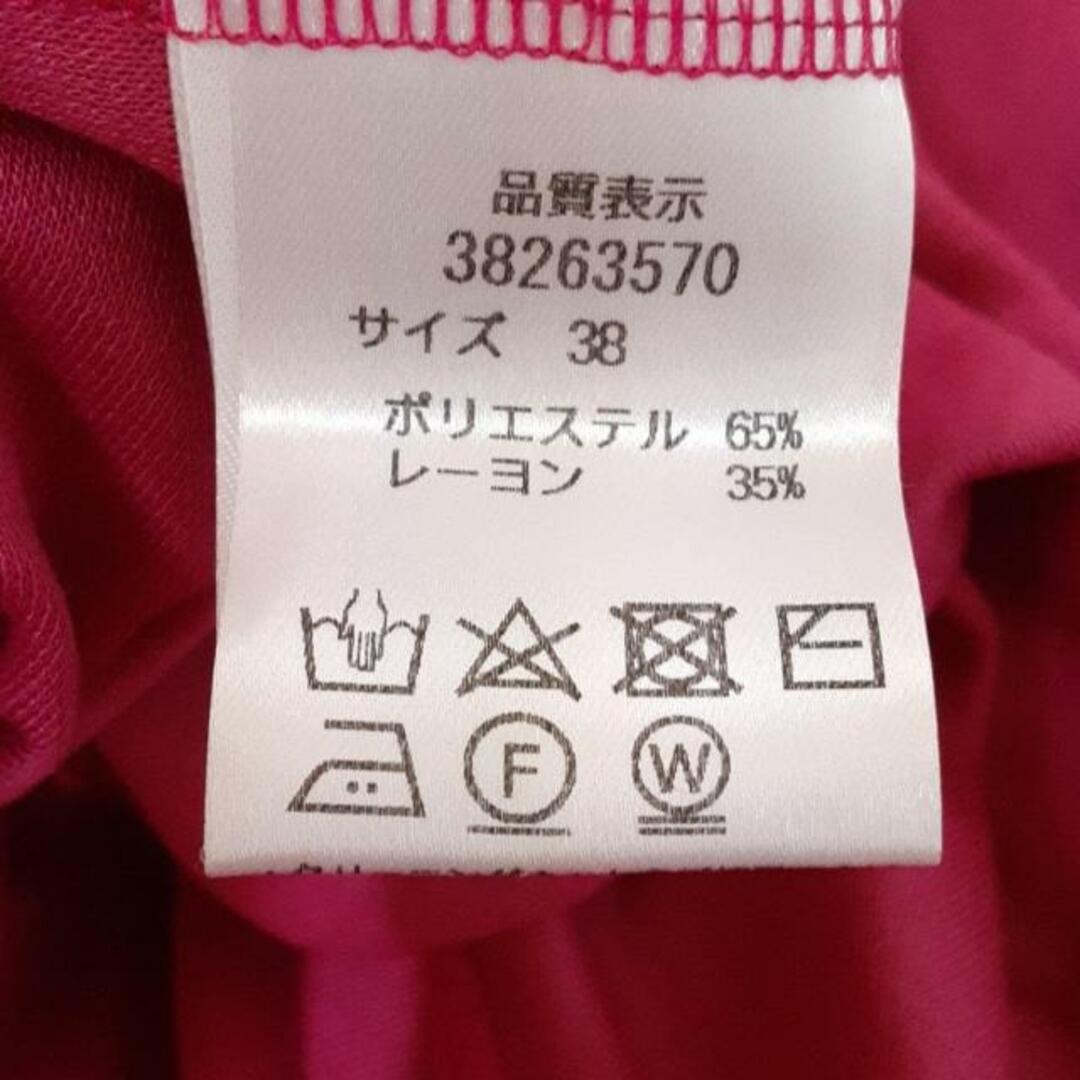 品質表示
38263570
サイズ 38
ポリエステル 65%
レーヨン 35%
F
W